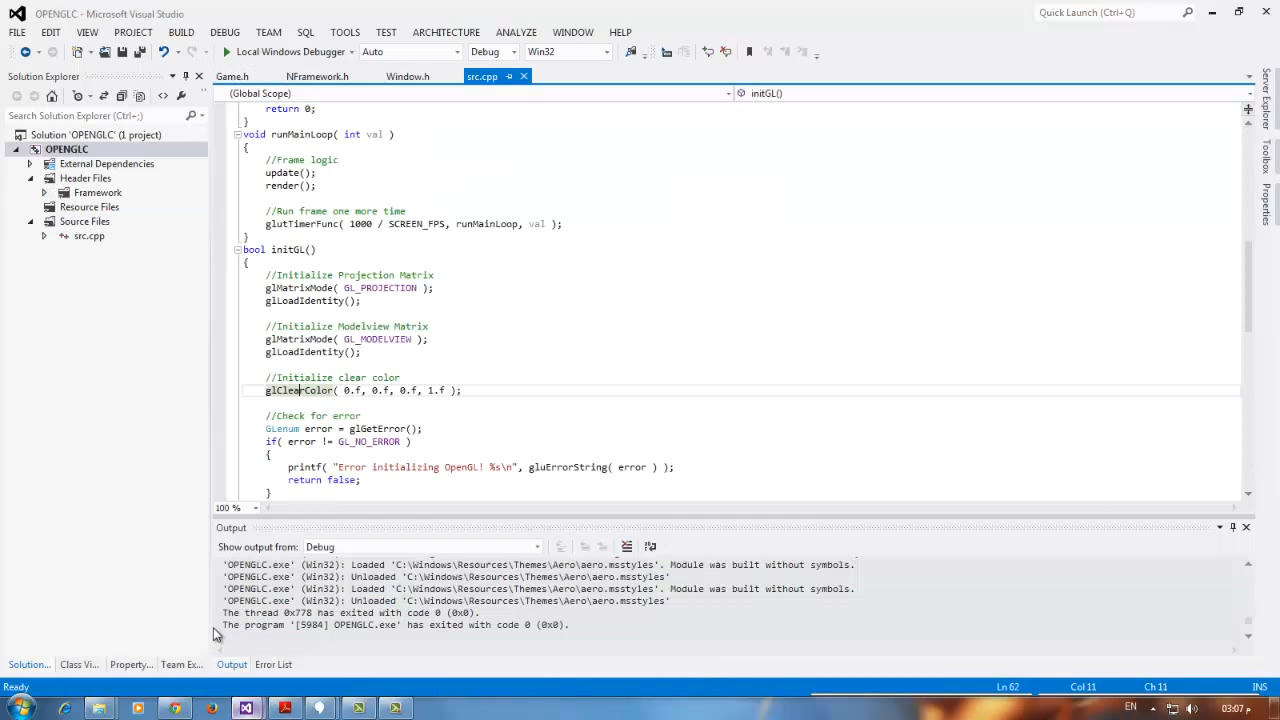 OPENGLC - Microsoft Visual Studio
Quick Launch (Ctrl+Q)
FILE EDIT VIEW PROJECT BUILD DEBUG TEAM SQL TOOLS TEST ARCHITECTURE ANALYZE WINDOW HELP
Local Windows Debugger Auto Debug Win32
Solution Explorer
Game.h NFramework.h Window.h src.cpp
(Global Scope) initGL()
Search Solution Explorer (Ctrl+;)
Solution 'OPENGLC' (1 project)
OPENGLC
External Dependencies
Header Files
Framework
Resource Files
Source Files
src.cpp
return 0;
}
void runMainLoop( int val )
{
//Frame logic
update();
render();
//Run frame one more time
glutTimerFunc( 1000 / SCREEN_FPS, runMainLoop, val );
}
bool initGL()
{
//Initialize Projection Matrix
glMatrixMode( GL_PROJECTION );
glLoadIdentity();
//Initialize Modelview Matrix
glMatrixMode( GL_MODELVIEW );
glLoadIdentity();
//Initialize clear color
glClearColor( 0.f, 0.f, 0.f, 1.f );
//Check for error
GLenum error = glGetError();
if( error != GL_NO_ERROR )
{
printf( "Error initializing OpenGL! %s\n", gluErrorString( error ) );
return false;
}
100 %
Server Explorer
Toolbox
Properties
Output
Show output from: Debug
'OPENGLC.exe' (Win32): Loaded 'C:\Windows\Resources\Themes\Aero\aero.msstyles'. Module was built without symbols.
'OPENGLC.exe' (Win32): Unloaded 'C:\Windows\Resources\Themes\Aero\aero.msstyles'
'OPENGLC.exe' (Win32): Loaded 'C:\Windows\Resources\Themes\Aero\aero.msstyles'. Module was built without symbols.
'OPENGLC.exe' (Win32): Unloaded 'C:\Windows\Resources\Themes\Aero\aero.msstyles'
The thread 0x778 has exited with code 0 (0x0).
The program '[5984] OPENGLC.exe' has exited with code 0 (0x0).
Solution... Class Vi... Property... Team Ex... Output Error List
Ready Ln 62 Col 11 Ch 11 INS
EN 03:07 م